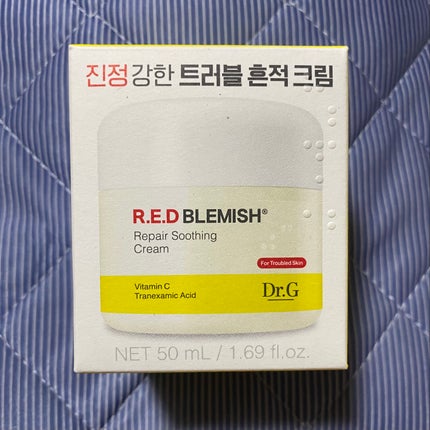 진정 강한 트러블 흔적 크림
R.E.D BLEMISH®
Repair Soothing
Cream
For Troubled Skin
Vitamin C
Tranexamic Acid
Dr.G
NET 50 mL / 1.69 fl.oz.